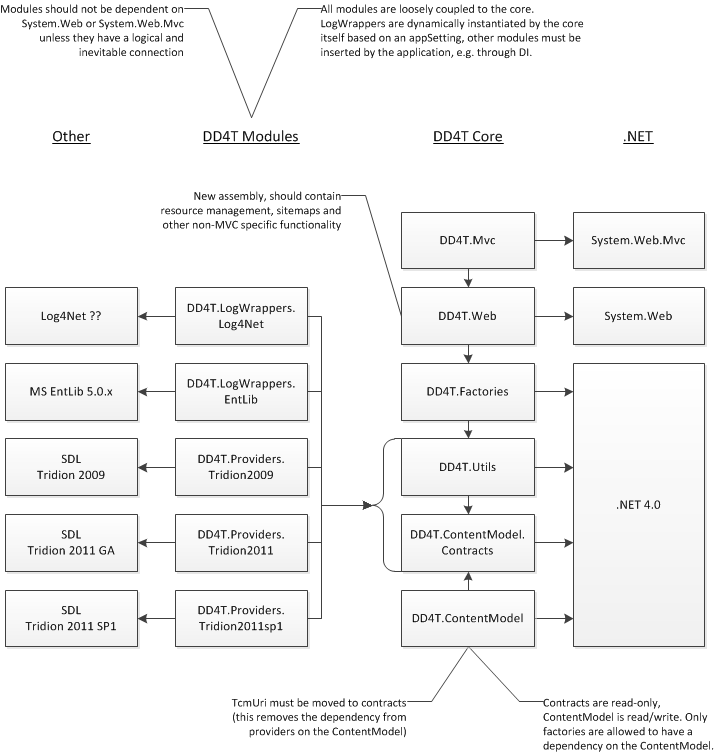 Modules should not be dependent on
System.Web or System.Web.Mvc
unless they have a logical and
inevitable connection
All modules are loosely coupled to the core.
LogWrappers are dynamically instantiated by the core
itself based on an appSetting, other modules must be
inserted by the application, e.g. through DI.
Other
DD4T Modules
DD4T Core
.NET
New assembly, should contain
resource management, sitemaps and
other non-MVC specific functionality
DD4T.Mvc
System.Web.Mvc
Log4Net ??
DD4T.LogWrappers.
Log4Net
DD4T.Web
System.Web
MS EntLib 5.0.x
DD4T.LogWrappers.
EntLib
DD4T.Factories
SDL
Tridion 2009
DD4T.Providers.
Tridion2009
DD4T.Utils
.NET 4.0
SDL
Tridion 2011 GA
DD4T.Providers.
Tridion2011
DD4T.ContentModel.
Contracts
SDL
Tridion 2011 SP1
DD4T.Providers.
Tridion2011sp1
DD4T.ContentModel
TcmUri must be moved to contracts
(this removes the dependency from
providers on the ContentModel)
Contracts are read-only,
ContentModel is read/write. Only
factories are allowed to have a
dependency on the ContentModel.